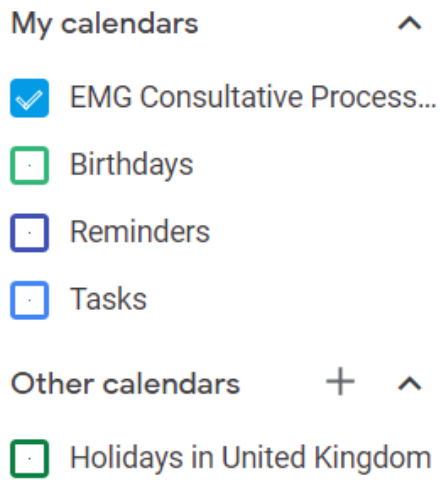 My calendars
EMG Consultative Process...
Birthdays
Reminders
Tasks
Other calendars
Holidays in United Kingdom